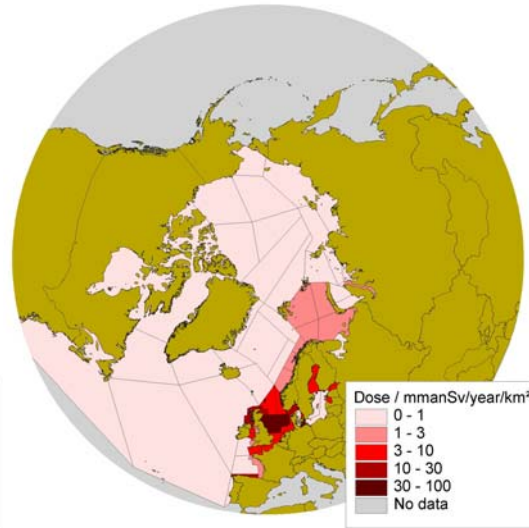 Dose / mmanSv/year/km²
0 - 1
1 - 3
3 - 10
10 - 30
30 - 100
No data